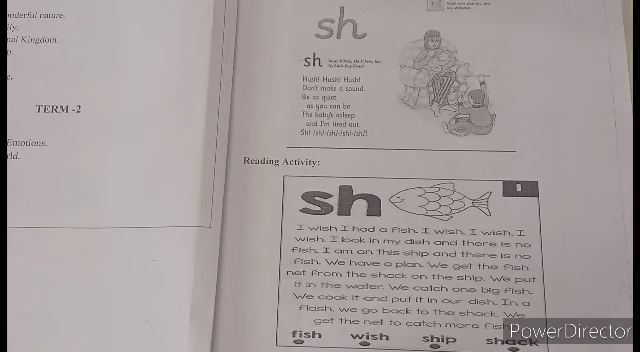 onderful nature.
nal Kingdom.
TERM -2
Emotions.
sh
sh
Hush! Hush! Hush!
Don't make a sound.
Be as quiet
as you can be.
The baby's asleep
and I'm tired out.
Sh! /sh/-/sh/-/sh/-/sh/!
Reading Activity:
sh
1
I wish I had a fish. I wish, I wish, I
wish. I look in my dish and there is no
fish. I am on this ship and there is no
fish. We have a plan. We get the fish
net from the shack on the ship. We put
it in the water. We catch one big fish.
We cook it and put it in our dish. In a
flash, we go back to the shack. We
get the net to catch more fish
fish wish ship shack
PowerDirector